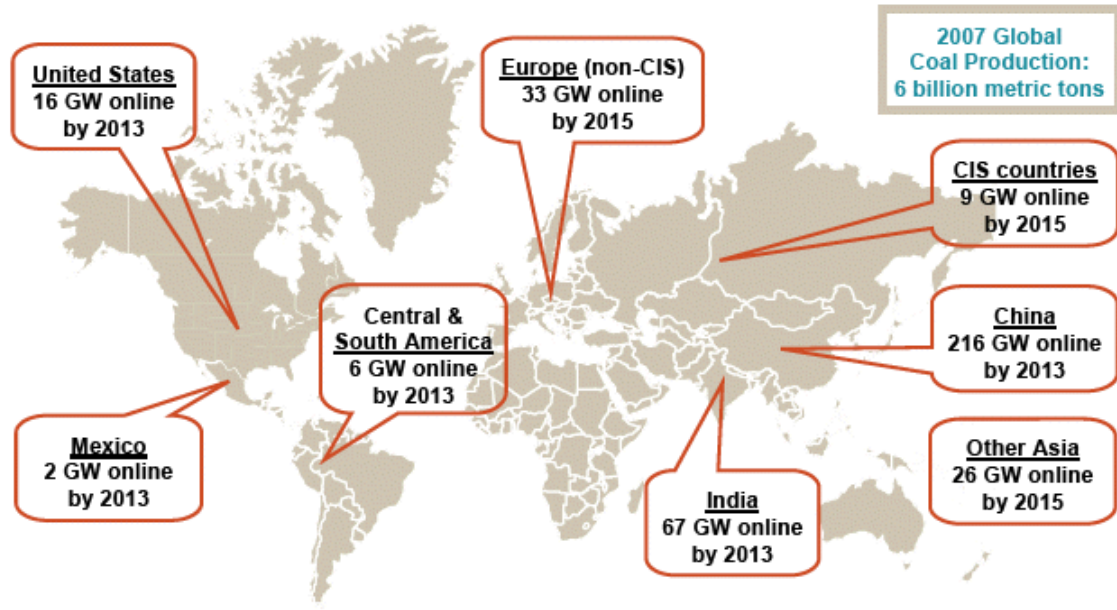 2007 Global
Coal Production:
6 billion metric tons
United States
16 GW online
by 2013
Europe (non-CIS)
33 GW online
by 2015
CIS countries
9 GW online
by 2015
Central &
South America
6 GW online
by 2013
China
216 GW online
by 2013
Mexico
2 GW online
by 2013
India
67 GW online
by 2013
Other Asia
26 GW online
by 2015